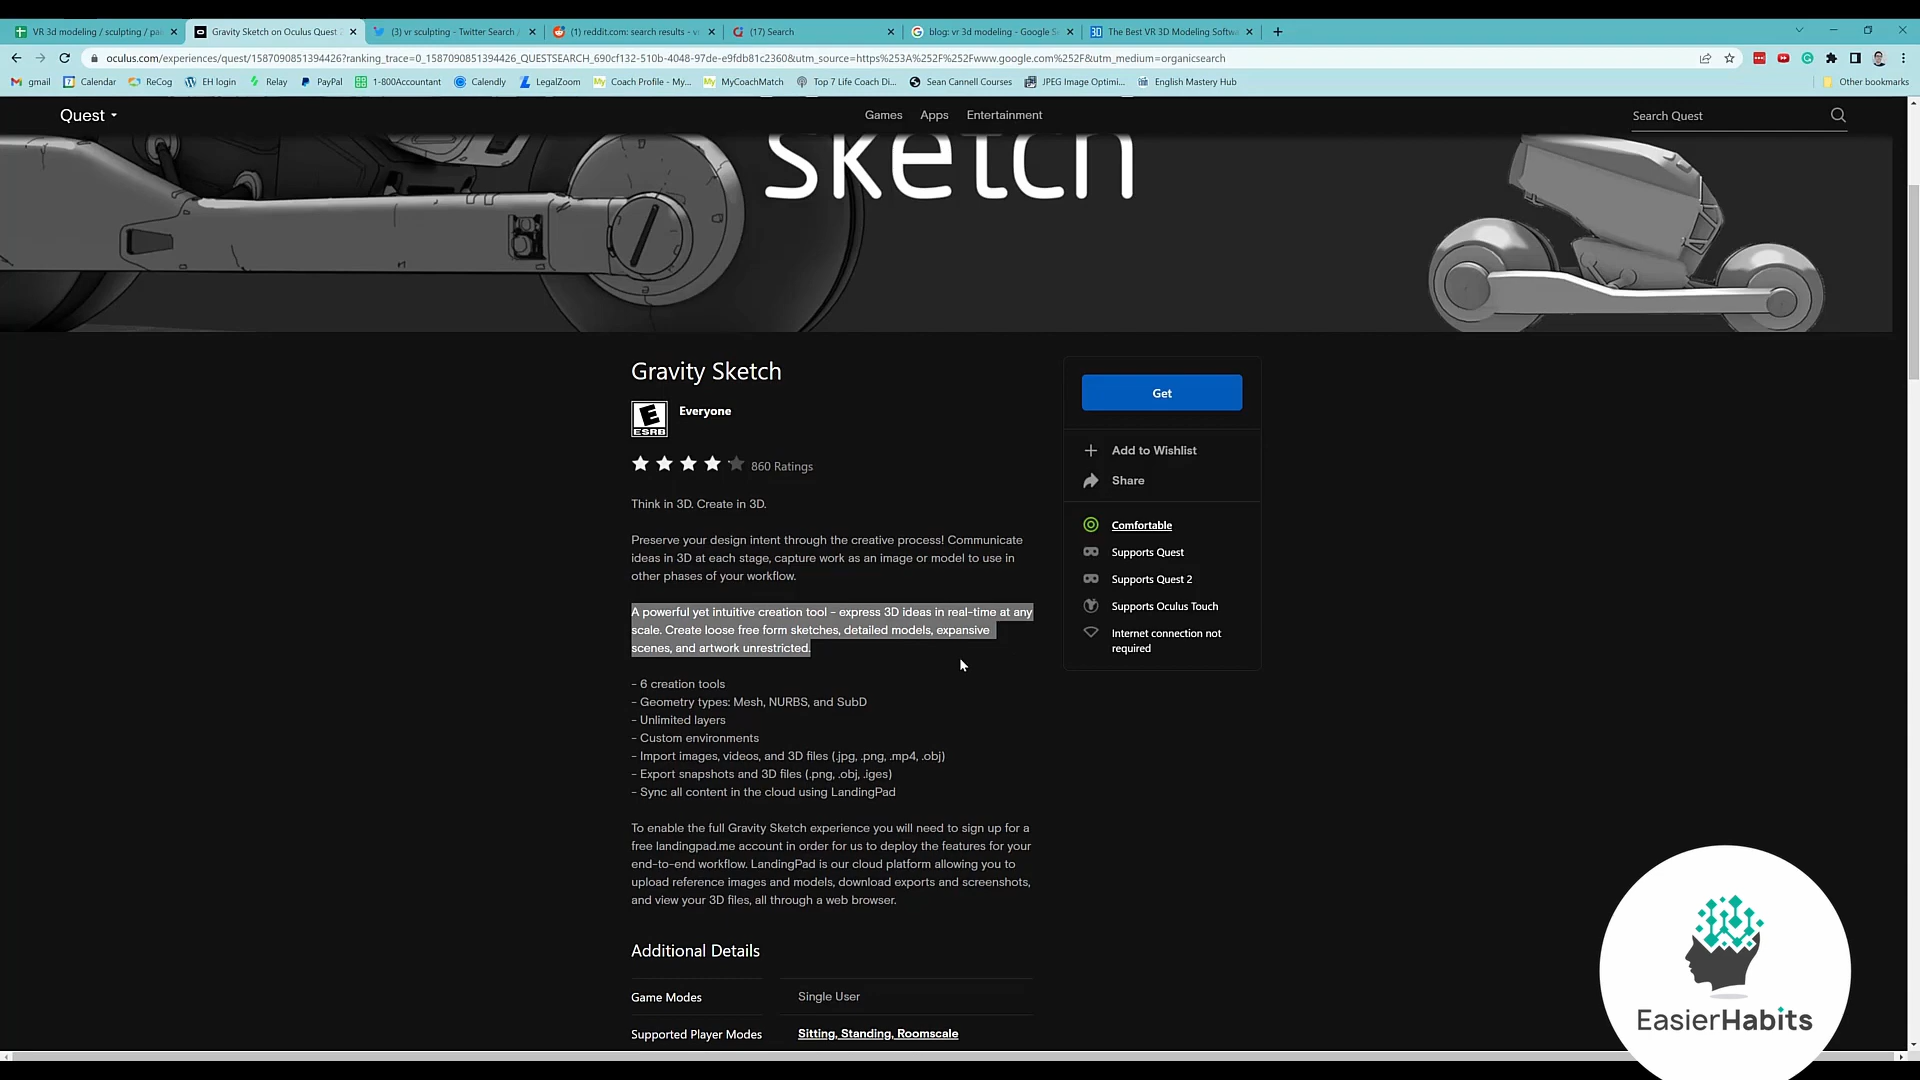 VR 3d modeling / sculpting / pai
Gravity Sketch on Oculus Quest
(3) vr sculpting - Twitter Search /
(1) reddit.com: search results - v
(17) Search
blog: vr 3d modeling - Google S
The Best VR 3D Modeling Softw
oculus.com/experiences/quest/1587090851394426?ranking_trace=0_1587090851394426_QUESTSEARCH_690cf132-510b-4048-97de-e9fdb81c2360&utm_source=https%253A%252F%252Fwww.google.com%252F&utm_medium=organicsearch
gmail Calendar ReCog EH login Relay PayPal 1-800Accountant Calendly LegalZoom Coach Profile - My... MyCoachMatch Top 7 Life Coach Di... Sean Cannell Courses JPEG Image Optimi... English Mastery Hub Other bookmarks
Quest Games Apps Entertainment Search Quest
sketch
Gravity Sketch
E
ESRB
Everyone
860 Ratings
Think in 3D. Create in 3D.
Preserve your design intent through the creative process! Communicate
ideas in 3D at each stage, capture work as an image or model to use in
other phases of your workflow.
A powerful yet intuitive creation tool - express 3D ideas in real-time at any
scale. Create loose free form sketches, detailed models, expansive
scenes, and artwork unrestricted.
- 6 creation tools
- Geometry types: Mesh, NURBS, and SubD
- Unlimited layers
- Custom environments
- Import images, videos, and 3D files (.jpg, .png, .mp4, .obj)
- Export snapshots and 3D files (.png, .obj, .iges)
- Sync all content in the cloud using LandingPad
To enable the full Gravity Sketch experience you will need to sign up for a
free landingpad.me account in order for us to deploy the features for your
end-to-end workflow. LandingPad is our cloud platform allowing you to
upload reference images and models, download exports and screenshots,
and view your 3D files, all through a web browser.
Additional Details
Game Modes Single User
Supported Player Modes Sitting, Standing, Roomscale
Get
Add to Wishlist
Share
Comfortable
Supports Quest
Supports Quest 2
Supports Oculus Touch
Internet connection not
required
EasierHabits